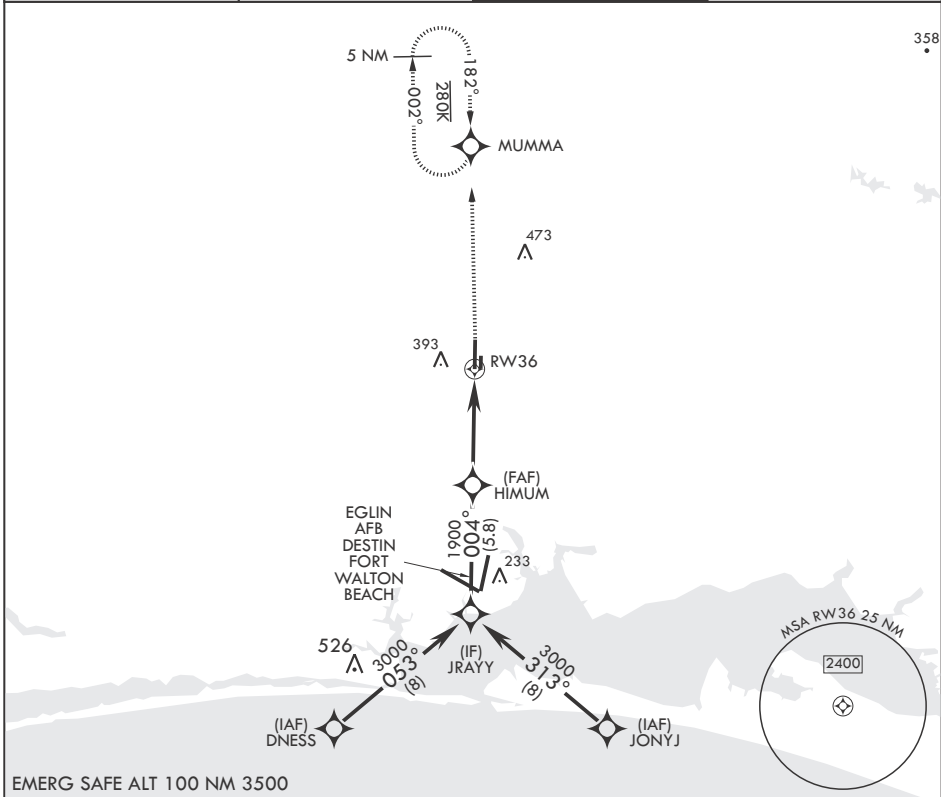 358
5 NM
182°
002°
280K
MUMMA
473
393
RW36
(FAF)
HIMUM
EGLIN
AFB
DESTIN
FORT
WALTON
BEACH
1900
004°
(5.8)
233
MSA RW36 25 NM
2400
526
3000
053°
(8)
(IF)
JRAYY
3000
313°
(8)
(IAF)
DNESS
(IAF)
JONYJ
EMERG SAFE ALT 100 NM 3500